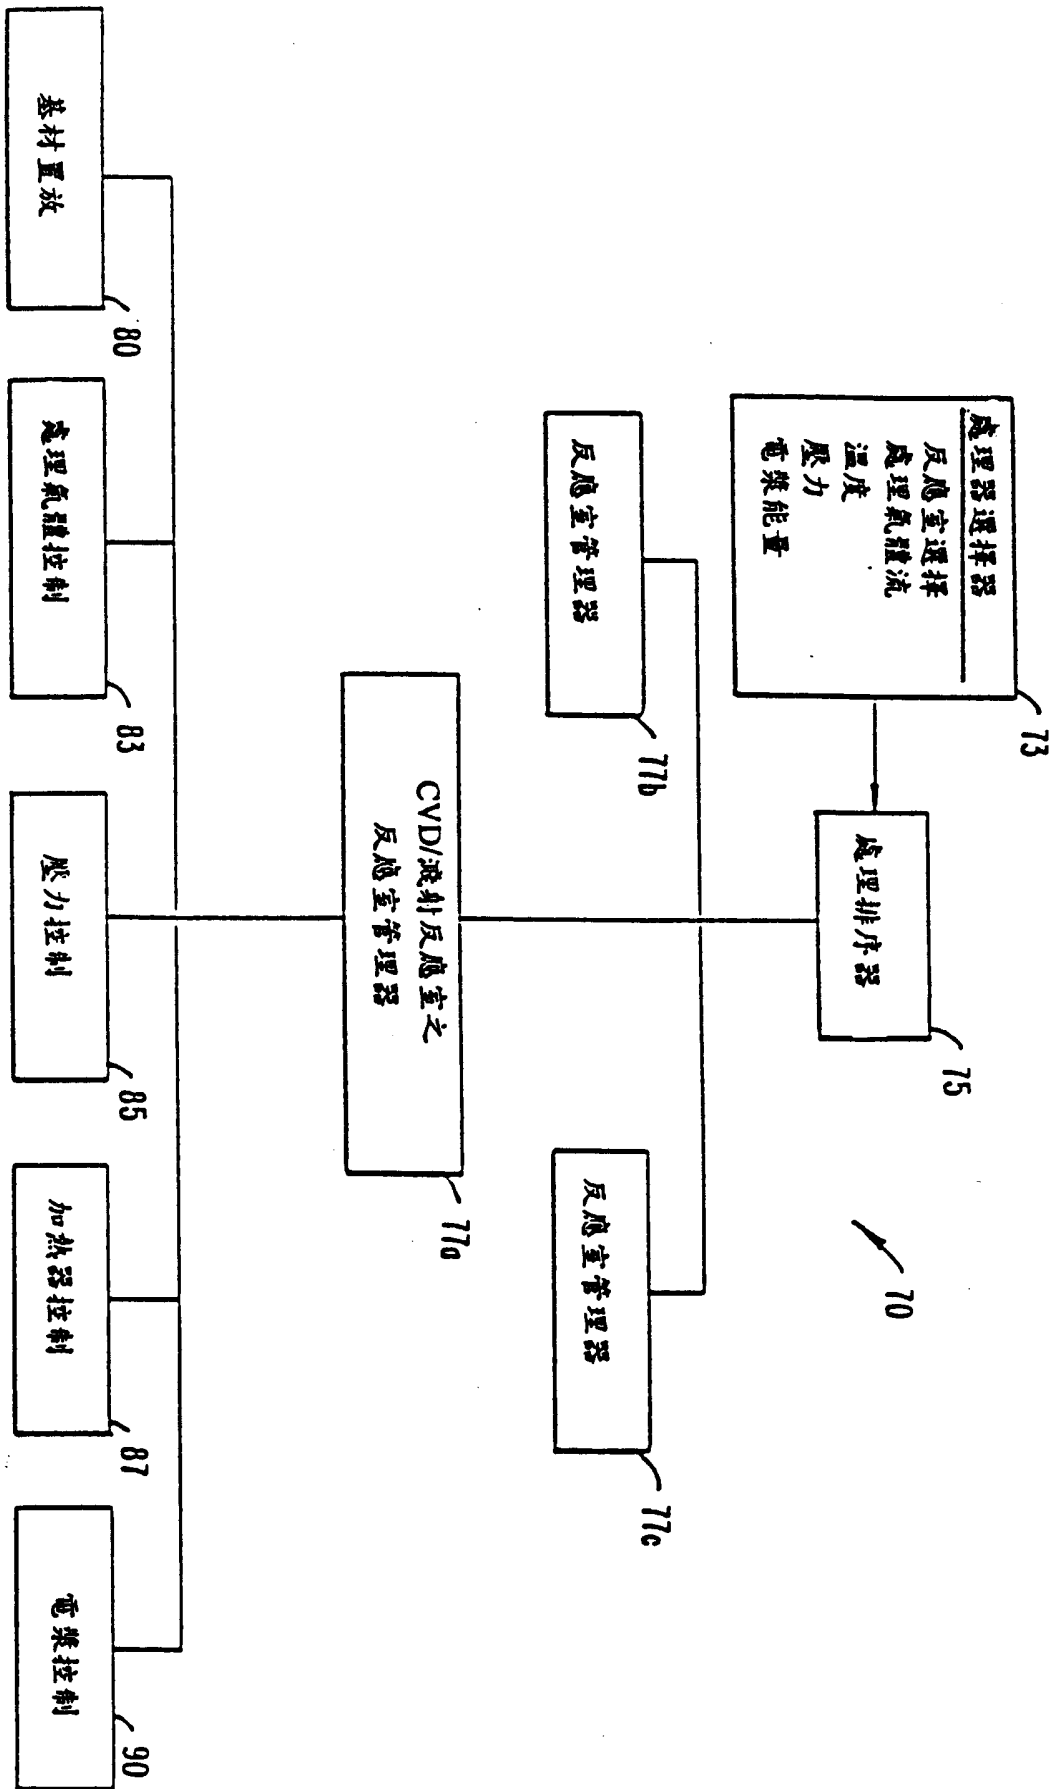 處理器選擇器
反應室選擇
處理氣體流
溫度
壓力
電漿能量
73
處理排序器
75
70
反應室管理器
77b
反應室管理器
77c
CVD/濺射反應室之
反應室管理器
77a
基材置放
80
處理氣體控制
83
壓力控制
85
加熱器控制
87
電漿控制
90